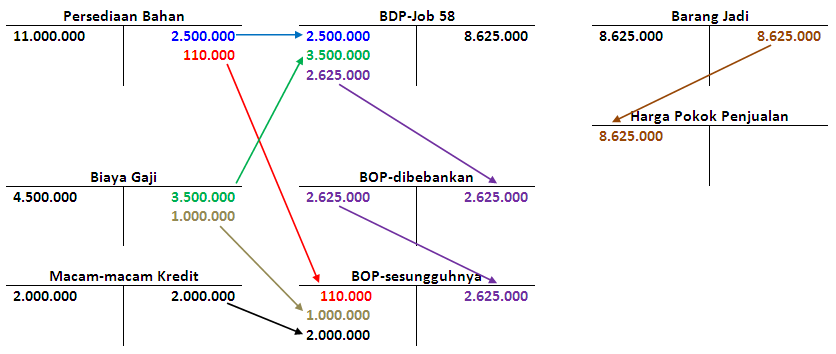 Persediaan Bahan
11.000.000 2.500.000
110.000
BDP-Job 58
2.500.000 8.625.000
3.500.000
2.625.000
Barang Jadi
8.625.000 8.625.000
Harga Pokok Penjualan
8.625.000
Biaya Gaji
4.500.000 3.500.000
1.000.000
BOP-dibebankan
2.625.000 2.625.000
Macam-macam Kredit
2.000.000 2.000.000
BOP-sesungguhnya
110.000 2.625.000
1.000.000
2.000.000